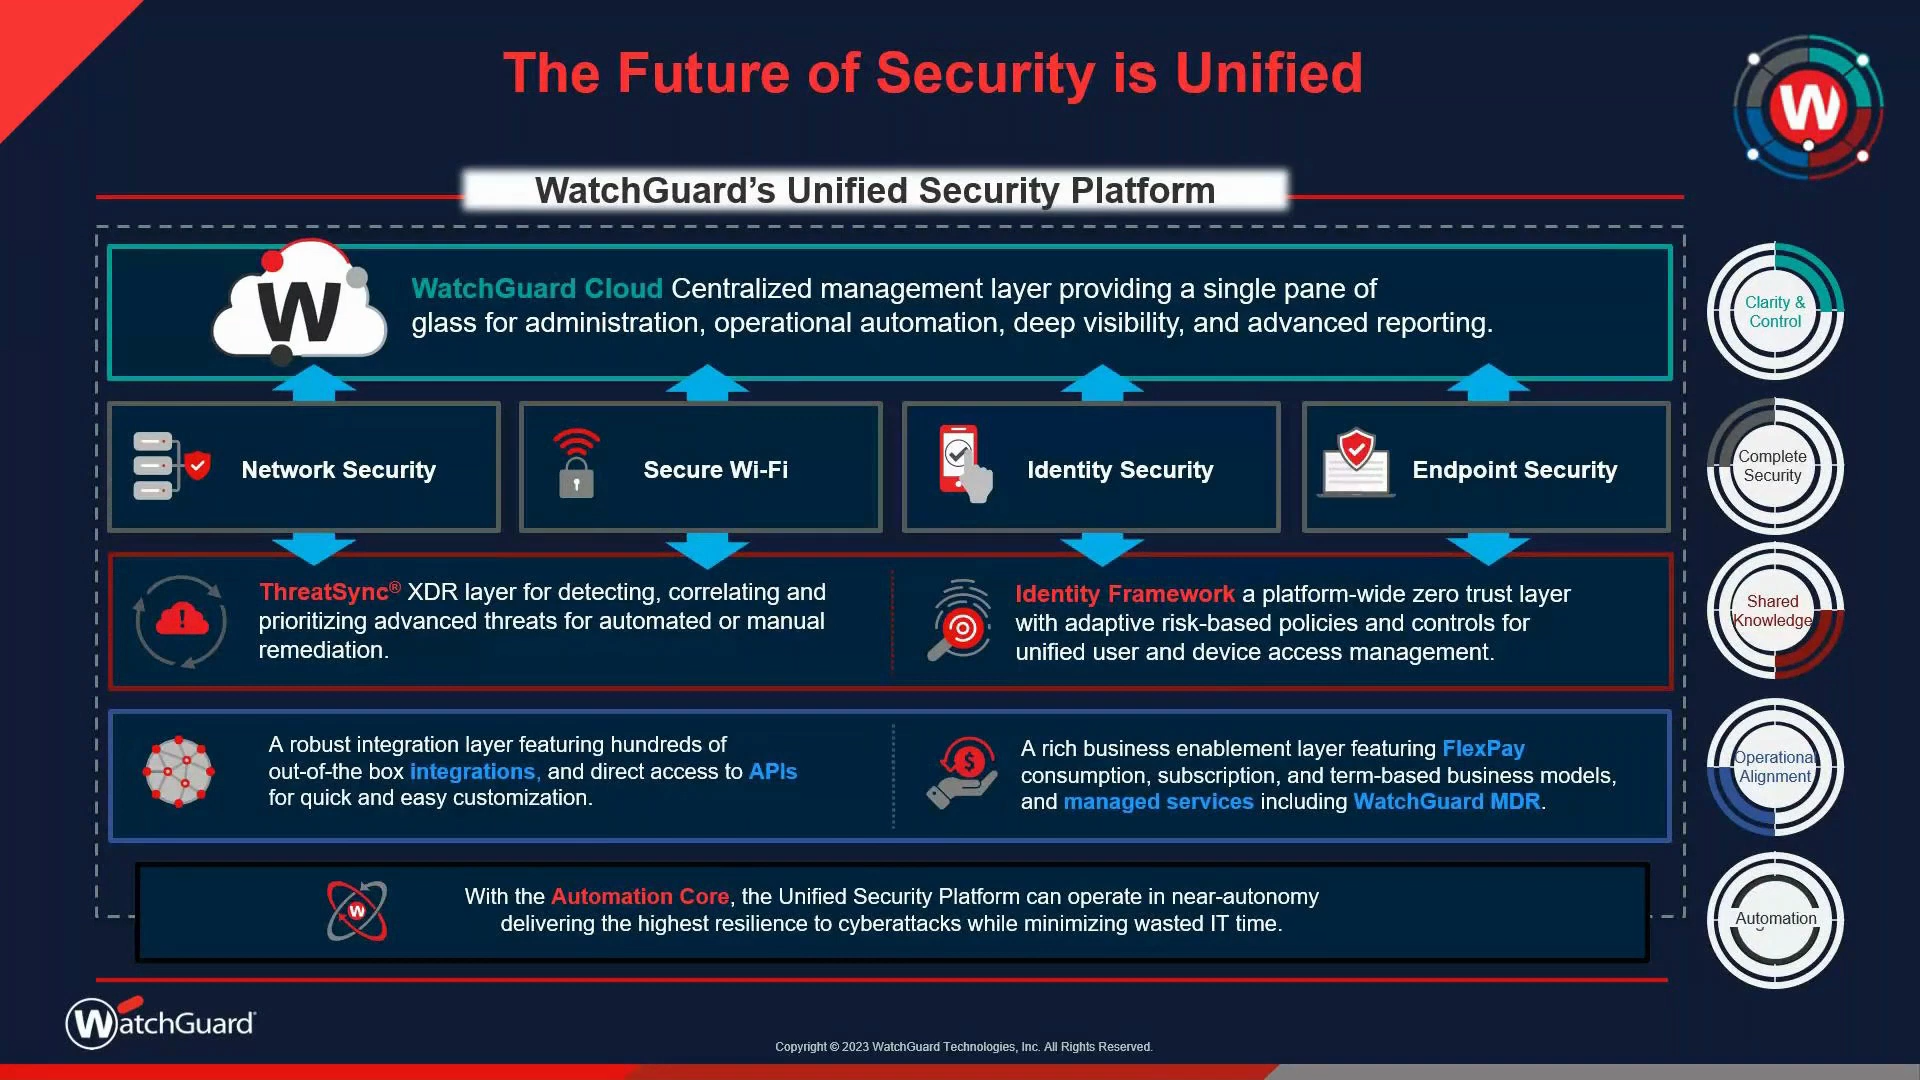 The Future of Security is Unified
W
WatchGuard’s Unified Security Platform
W
WatchGuard Cloud Centralized management layer providing a single pane of
glass for administration, operational automation, deep visibility, and advanced reporting.
Clarity &
Control
Network Security
Secure Wi-Fi
Identity Security
Endpoint Security
Complete
Security
ThreatSync® XDR layer for detecting, correlating and
prioritizing advanced threats for automated or manual
remediation.
Identity Framework a platform-wide zero trust layer
with adaptive risk-based policies and controls for
unified user and device access management.
Shared
Knowledge
A robust integration layer featuring hundreds of
out-of-the box integrations, and direct access to APIs
for quick and easy customization.
A rich business enablement layer featuring FlexPay
consumption, subscription, and term-based business models,
and managed services including WatchGuard MDR.
Operational
Alignment
W
With the Automation Core, the Unified Security Platform can operate in near-autonomy
delivering the highest resilience to cyberattacks while minimizing wasted IT time.
Automation
WatchGuard
Copyright © 2023 WatchGuard Technologies, Inc. All Rights Reserved.